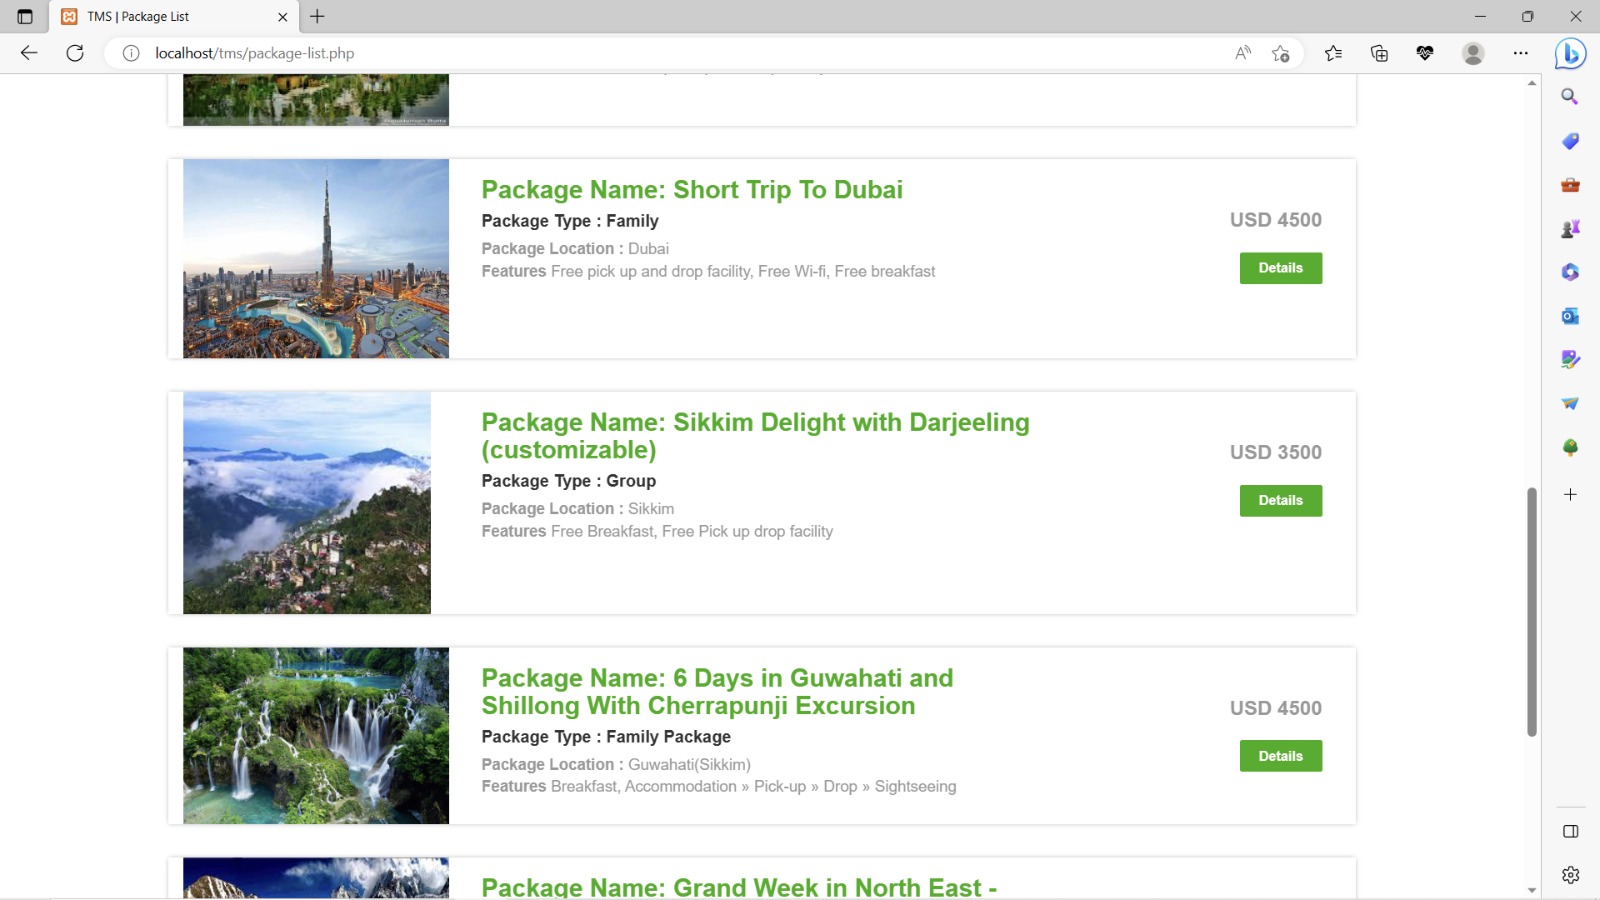 TMS | Package List
localhost/tms/package-list.php
Package Name: Short Trip To Dubai
Package Type : Family
USD 4500
Package Location : Dubai
Features Free pick up and drop facility, Free Wi-fi, Free breakfast
Details
Package Name: Sikkim Delight with Darjeeling
(customizable)
USD 3500
Package Type : Group
Details
Package Location : Sikkim
Features Free Breakfast, Free Pick up drop facility
Package Name: 6 Days in Guwahati and
Shillong With Cherrapunji Excursion
USD 4500
Package Type : Family Package
Details
Package Location : Guwahati(Sikkim)
Features Breakfast, Accommodation » Pick-up » Drop » Sightseeing
Package Name: Grand Week in North East -